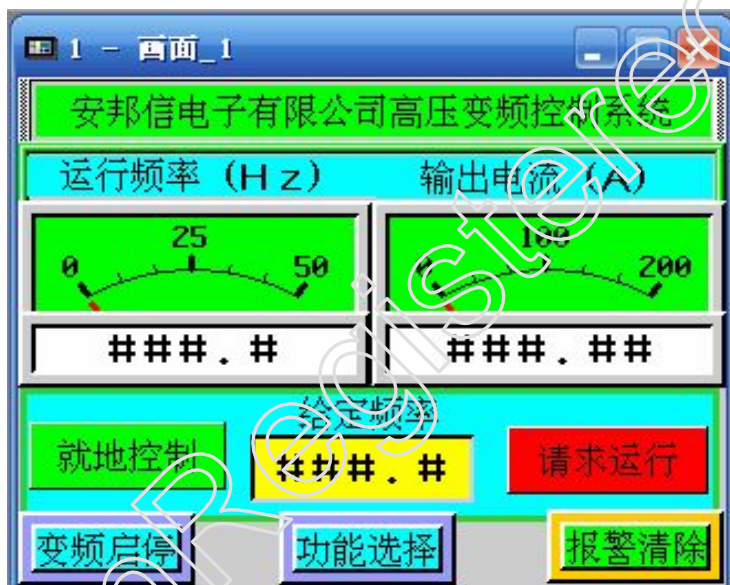 1 - 画面_1
安邦信电子有限公司高压变频控制系统
运行频率（Hz） 输出电流（A）
25 100
0 50 0 200
###.# ###.##
给定频率
就地控制 ###.# 请求运行
变频启停 功能选择 报警清除
Registered